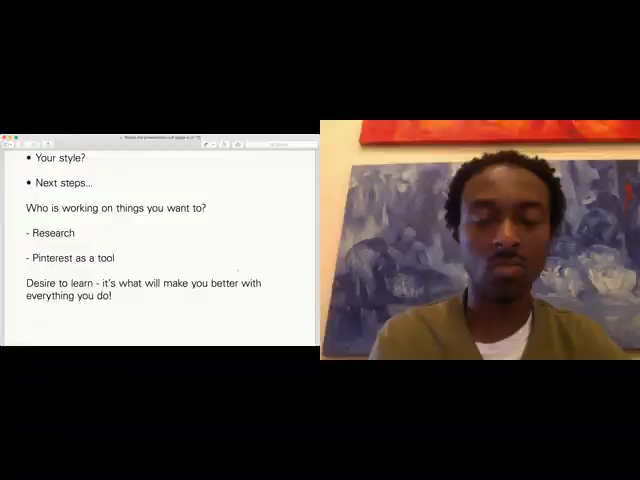 • Your style?
• Next steps...
Who is working on things you want to?
- Research
- Pinterest as a tool
Desire to learn - it's what will make you better with
everything you do!